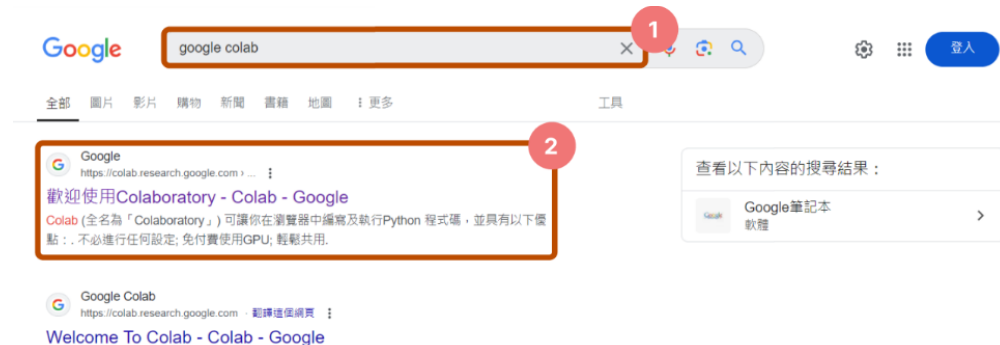 Google
google colab
1
登入
全部 圖片 影片 購物 新聞 書籍 地圖 更多 工具
2
Google
https://colab.research.google.com › ...
歡迎使用Colaboratory - Colab - Google
Colab (全名為「Colaboratory」) 可讓你在瀏覽器中編寫及執行Python 程式碼，並具有以下優
點：. 不必進行任何設定; 免付費使用GPU; 輕鬆共用.
查看以下內容的搜尋結果：
Google筆記本
軟體
Google Colab
https://colab.research.google.com · 翻譯這個網頁
Welcome To Colab - Colab - Google